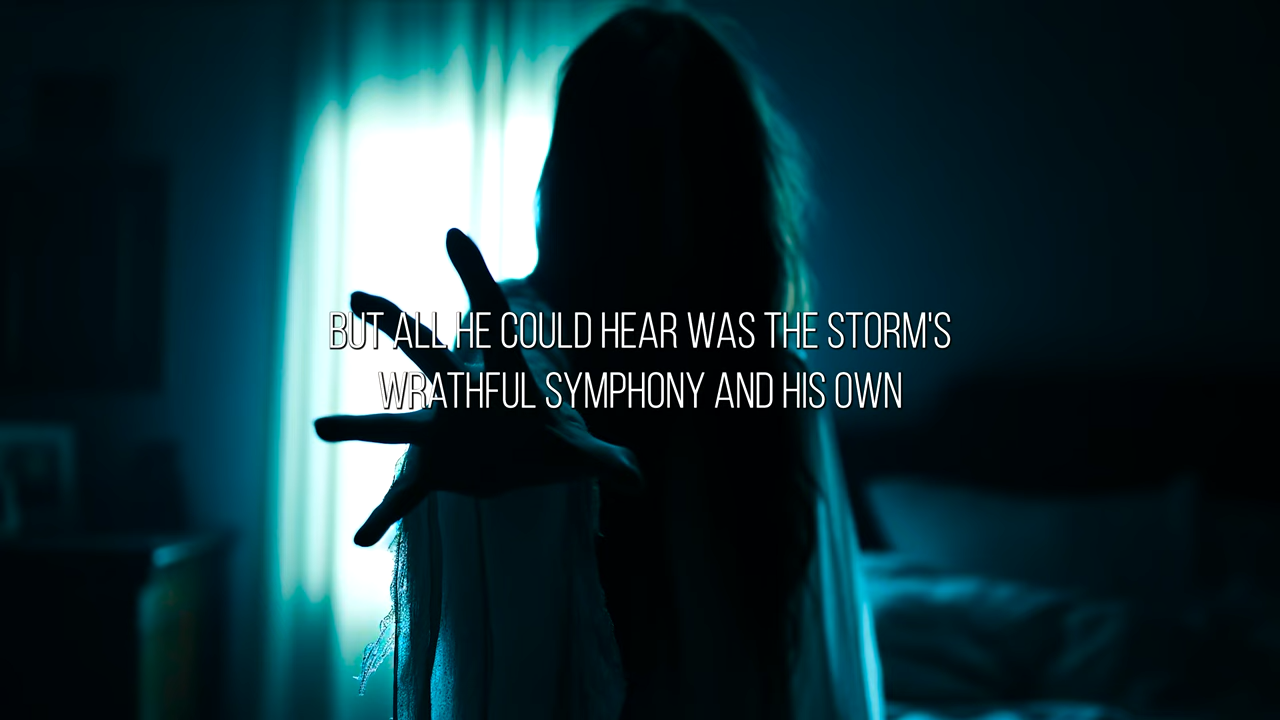 BUT ALL HE COULD HEAR WAS THE STORM'S
WRATHFUL SYMPHONY AND HIS OWN